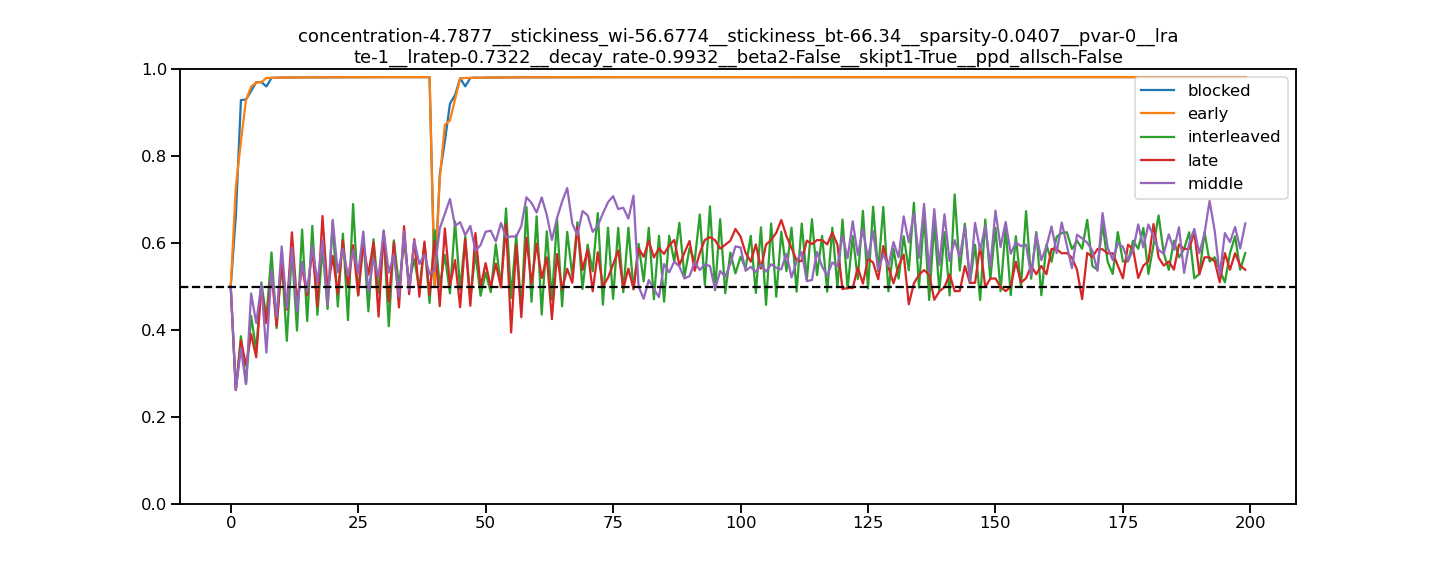 concentration-4.7877__stickiness_wi-56.6774__stickiness_bt-66.34__sparsity-0.0407__pvar-0__lra
te-1__lratep-0.7322__decay_rate-0.9932__beta2-False__skipt1-True__ppd_allsch-False
1.0
0.8
0.6
0.4
0.2
0.0
blocked
early
interleaved
late
middle
0 25 50 75 100 125 150 175 200